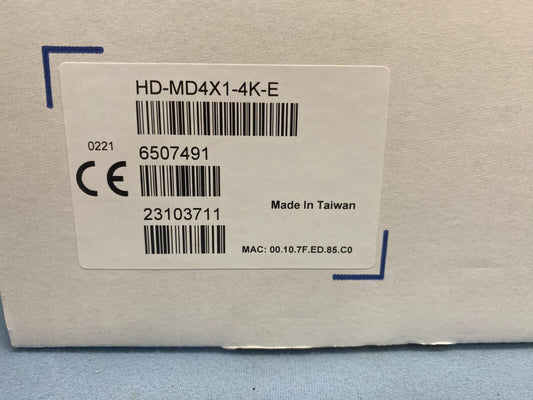 HD-MD4X1-4K-E
0221
6507491
CE
23103711
Made In Taiwan
MAC: 00.10.7F.ED.85.C0